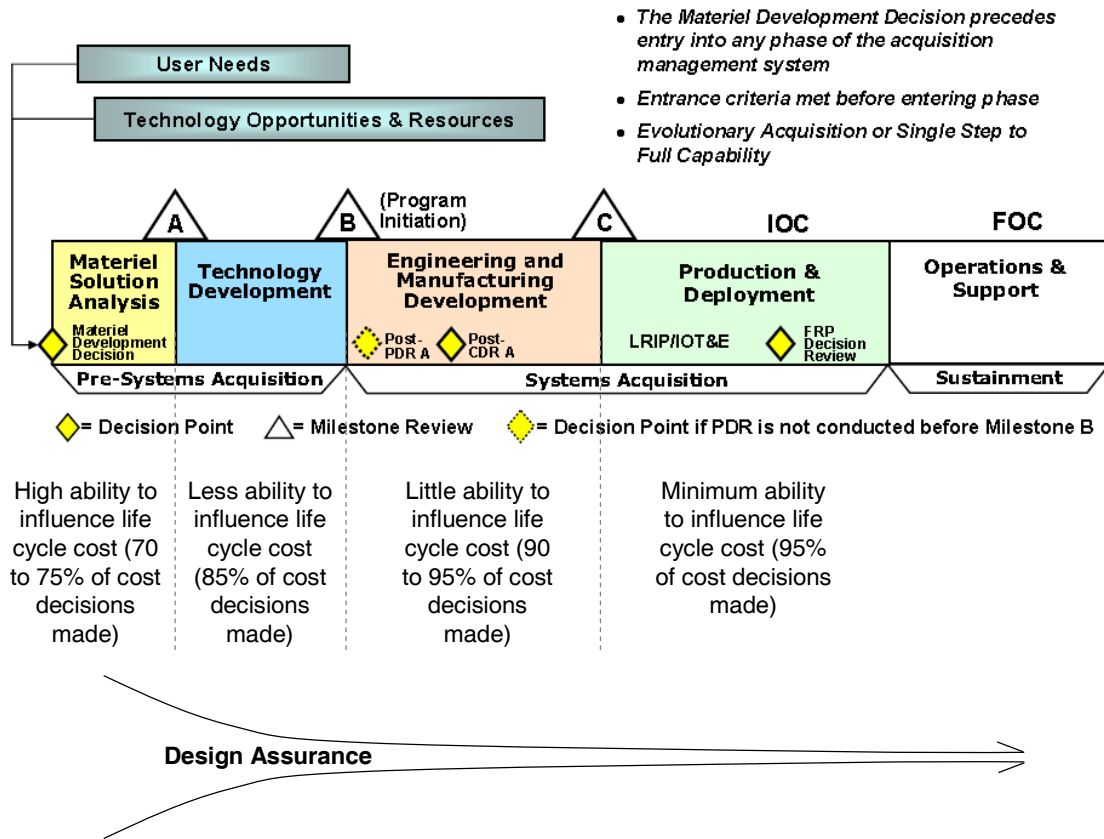 • The Materiel Development Decision precedes
entry into any phase of the acquisition
management system
• Entrance criteria met before entering phase
• Evolutionary Acquisition or Single Step to
Full Capability
User Needs
Technology Opportunities & Resources
A
B
(Program
Initiation)
C
IOC
FOC
Materiel
Solution
Analysis
Materiel
Development
Decision
Technology
Development
Engineering and
Manufacturing
Development
Post-
PDR A
Post-
CDR A
Production &
Deployment
LRIP/IOT&E
FRP
Decision
Review
Operations &
Support
Pre-Systems Acquisition
Systems Acquisition
Sustainment
= Decision Point
= Milestone Review
= Decision Point if PDR is not conducted before Milestone B
High ability to
influence life
cycle cost (70
to 75% of cost
decisions
made)
Less ability to
influence life
cycle cost
(85% of cost
decisions
made)
Little ability to
influence life
cycle cost (90
to 95% of cost
decisions
made)
Minimum ability
to influence life
cycle cost (95%
of cost decisions
made)
Design Assurance